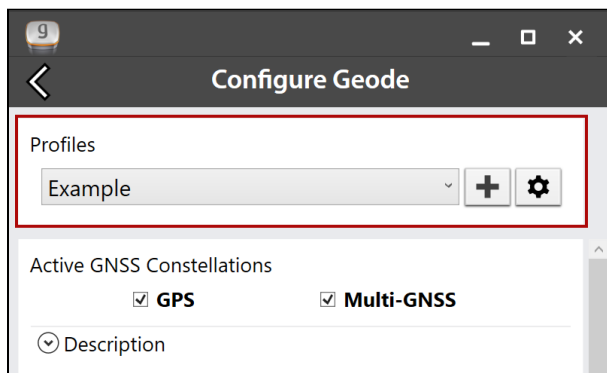 g
Configure Geode
Profiles
Example
Active GNSS Constellations
GPS Multi-GNSS
Description